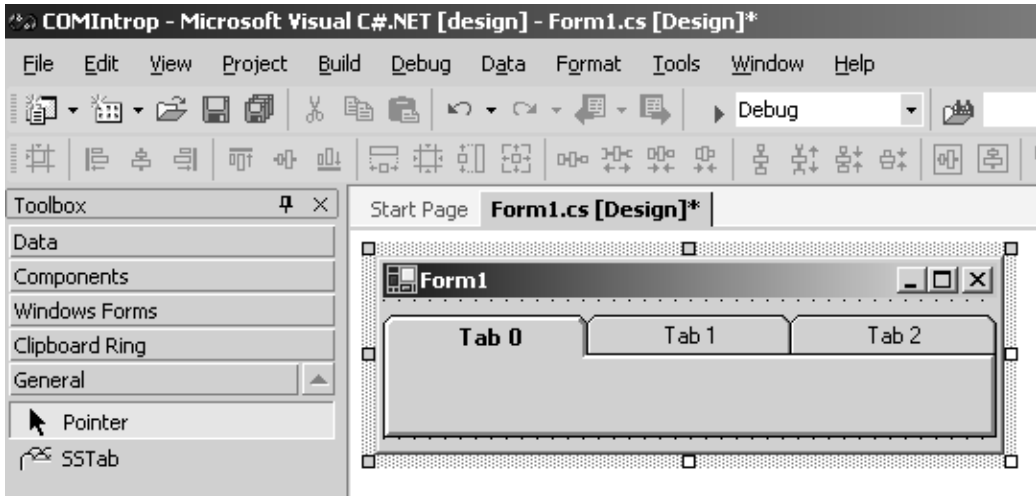 COMIntrop - Microsoft Visual C#.NET [design] - Form1.cs [Design]*
File Edit View Project Build Debug Data Format Tools Window Help
Debug
Toolbox
Start Page Form1.cs [Design]*
Data
Components
Windows Forms
Clipboard Ring
General
Pointer
SSTab
Form1
Tab 0 Tab 1 Tab 2